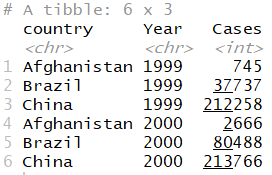 # A tibble: 6 x 3
country Year Cases
<chr> <chr> <int>
1 Afghanistan 1999 745
2 Brazil 1999 37737
3 China 1999 212258
4 Afghanistan 2000 2666
5 Brazil 2000 80488
6 China 2000 213766